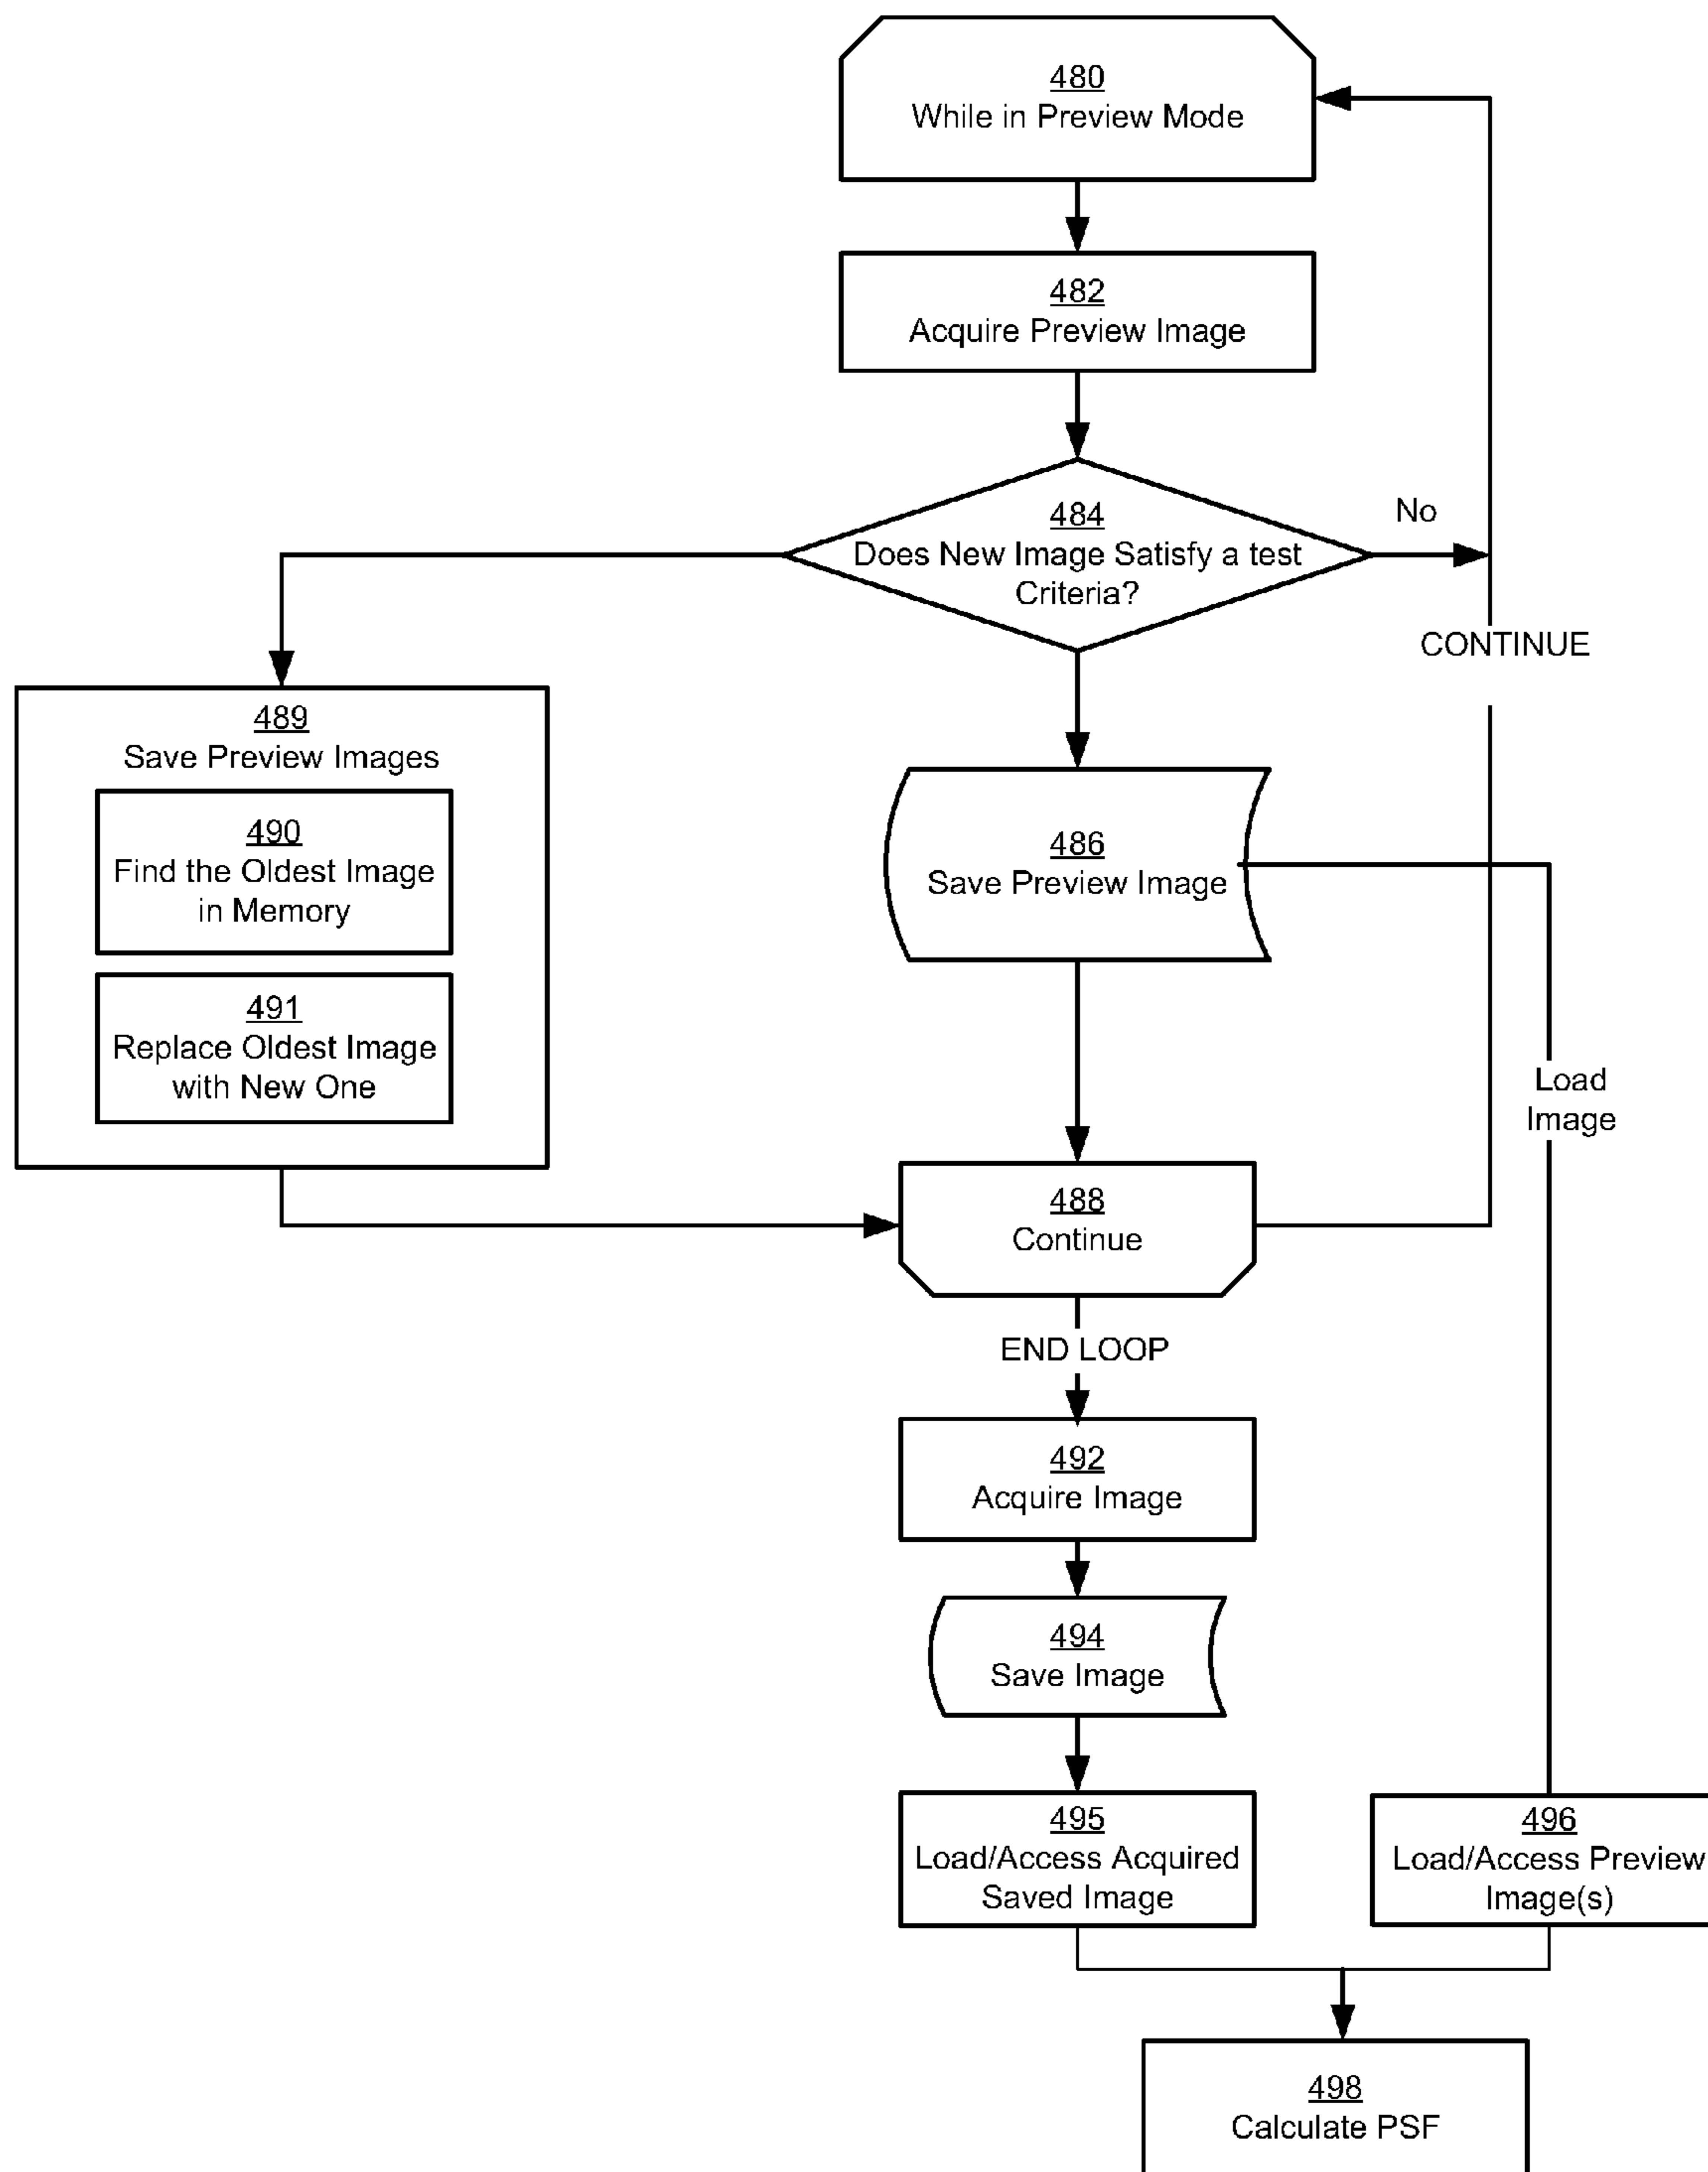 480
While in Preview Mode
482
Acquire Preview Image
484
Does New Image Satisfy a test
Criteria?
No
CONTINUE
489
Save Preview Images
490
Find the Oldest Image
in Memory
491
Replace Oldest Image
with New One
486
Save Preview Image
Load
Image
488
Continue
END LOOP
492
Acquire Image
494
Save Image
495
Load/Access Acquired
Saved Image
496
Load/Access Preview
Image(s)
498
Calculate PSF